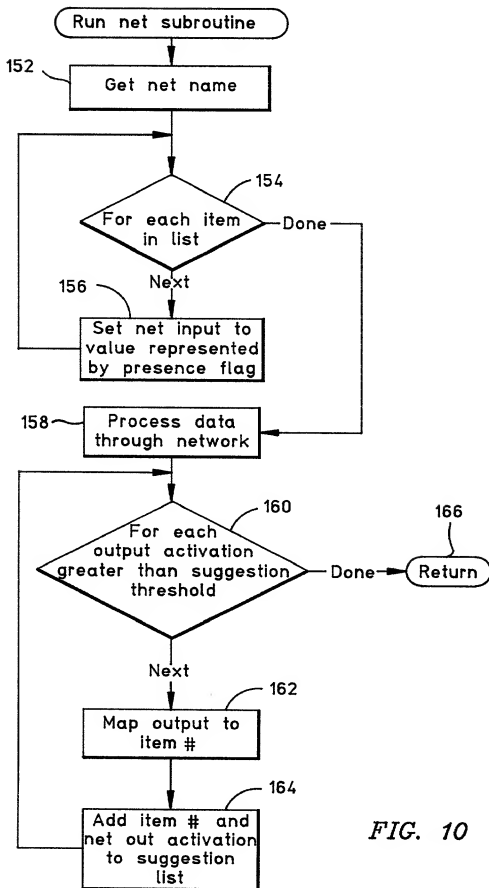 Run net subroutine
152
Get net name
154
For each item
in list
Done
Next
156
Set net input to
value represented
by presence flag
158
Process data
through network
160
For each
output activation
greater than suggestion
threshold
Done
166
Return
Next
162
Map output to
item #
164
Add item # and
net out activation
to suggestion
list
FIG. 10